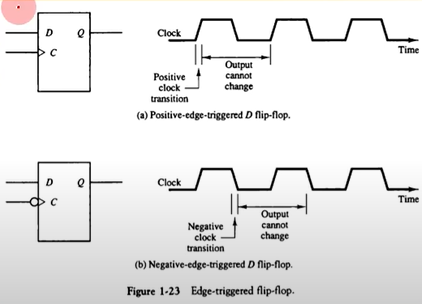 D Q
C
Clock
Time
Output
cannot
change
Positive
clock
transition
(a) Positive-edge-triggered D flip-flop.
D Q
C
Clock
Time
Output
cannot
change
Negative
clock
transition
(b) Negative-edge-triggered D flip-flop.
Figure 1-23 Edge-triggered flip-flop.